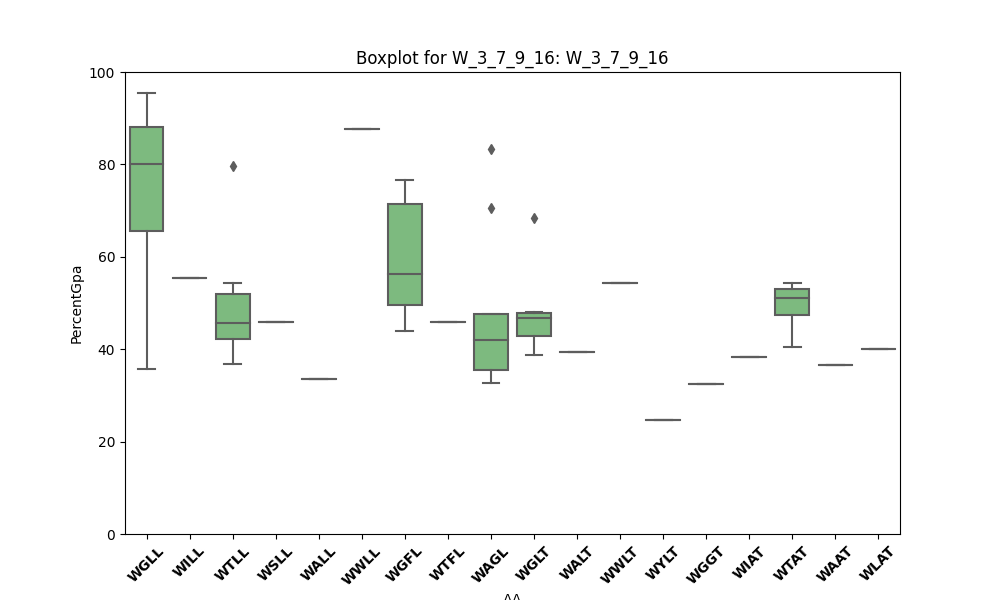 Boxplot for W_3_7_9_16: W_3_7_9_16
PercentGpa
100
80
60
40
20
0
WGLL WILL WTLL WSLL WALL WWLL WGFL WTFL WAGL WGLT WALT WWLT WYLT WGGT WIAT WTAT WAAT WLAT
AA